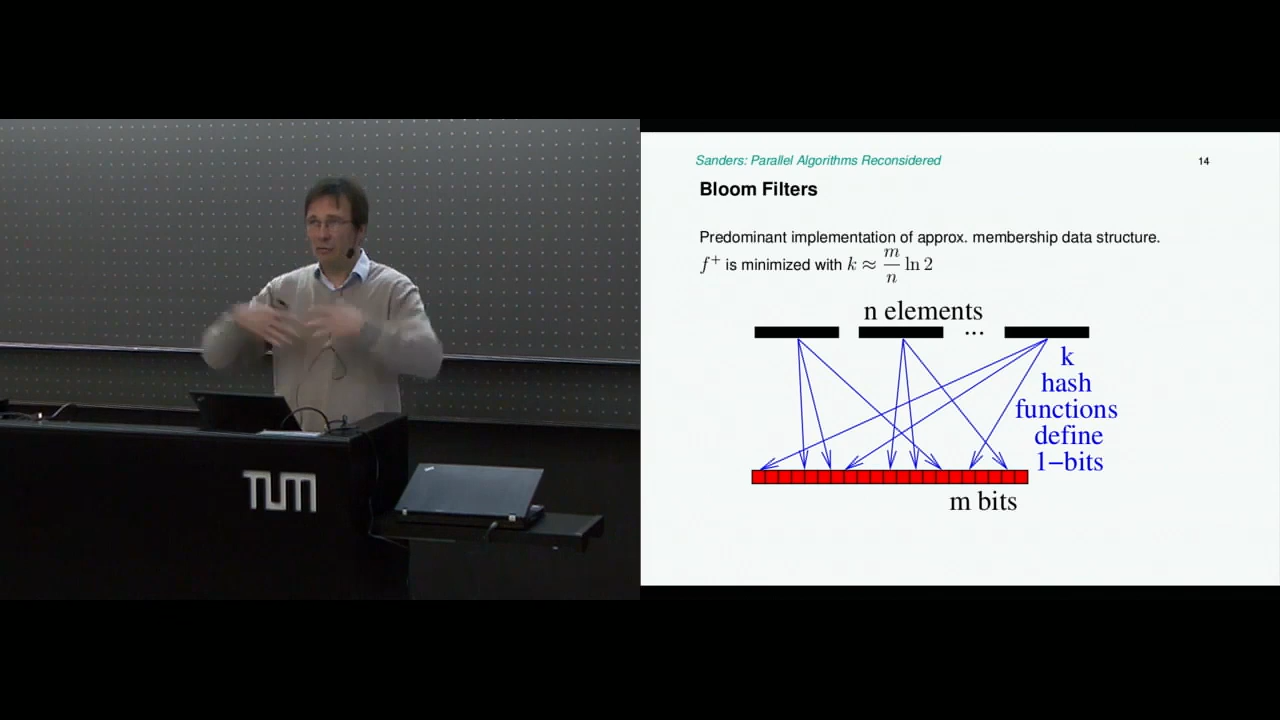 TUM
Sanders: Parallel Algorithms Reconsidered 14
Bloom Filters
Predominant implementation of approx. membership data structure.
f⁺ is minimized with k ≈ m/n ln 2
n elements
...
k
hash
functions
define
1−bits
m bits